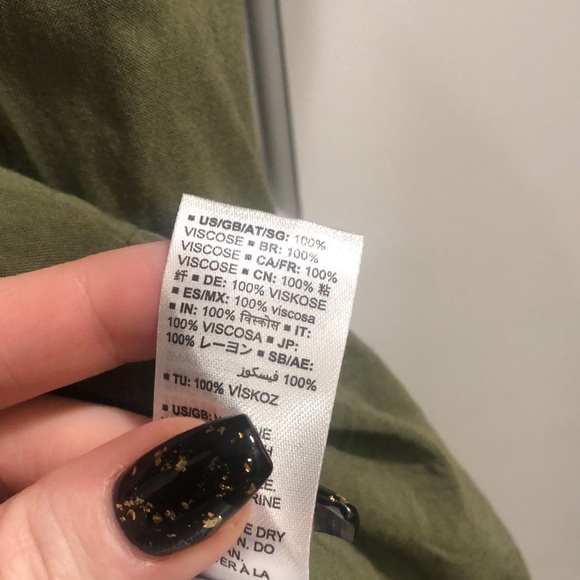 ▪ US/GB/AT/SG: 100%
VISCOSE ▪ BR: 100%
VISCOSE ▪ CA/FR: 100%
VISCOSE ▪ CN: 100% 粘
纤 ▪ DE: 100% VISKOSE
▪ ES/MX: 100% viscosa
▪ IN: 100% विस्कोस ▪ IT:
100% VISCOSA ▪ JP:
100% レーヨン ▪ SB/AE:
100% فيسكوز
▪ TU: 100% VİSKOZ
▪ US/GB:
DRY
DO
À LA